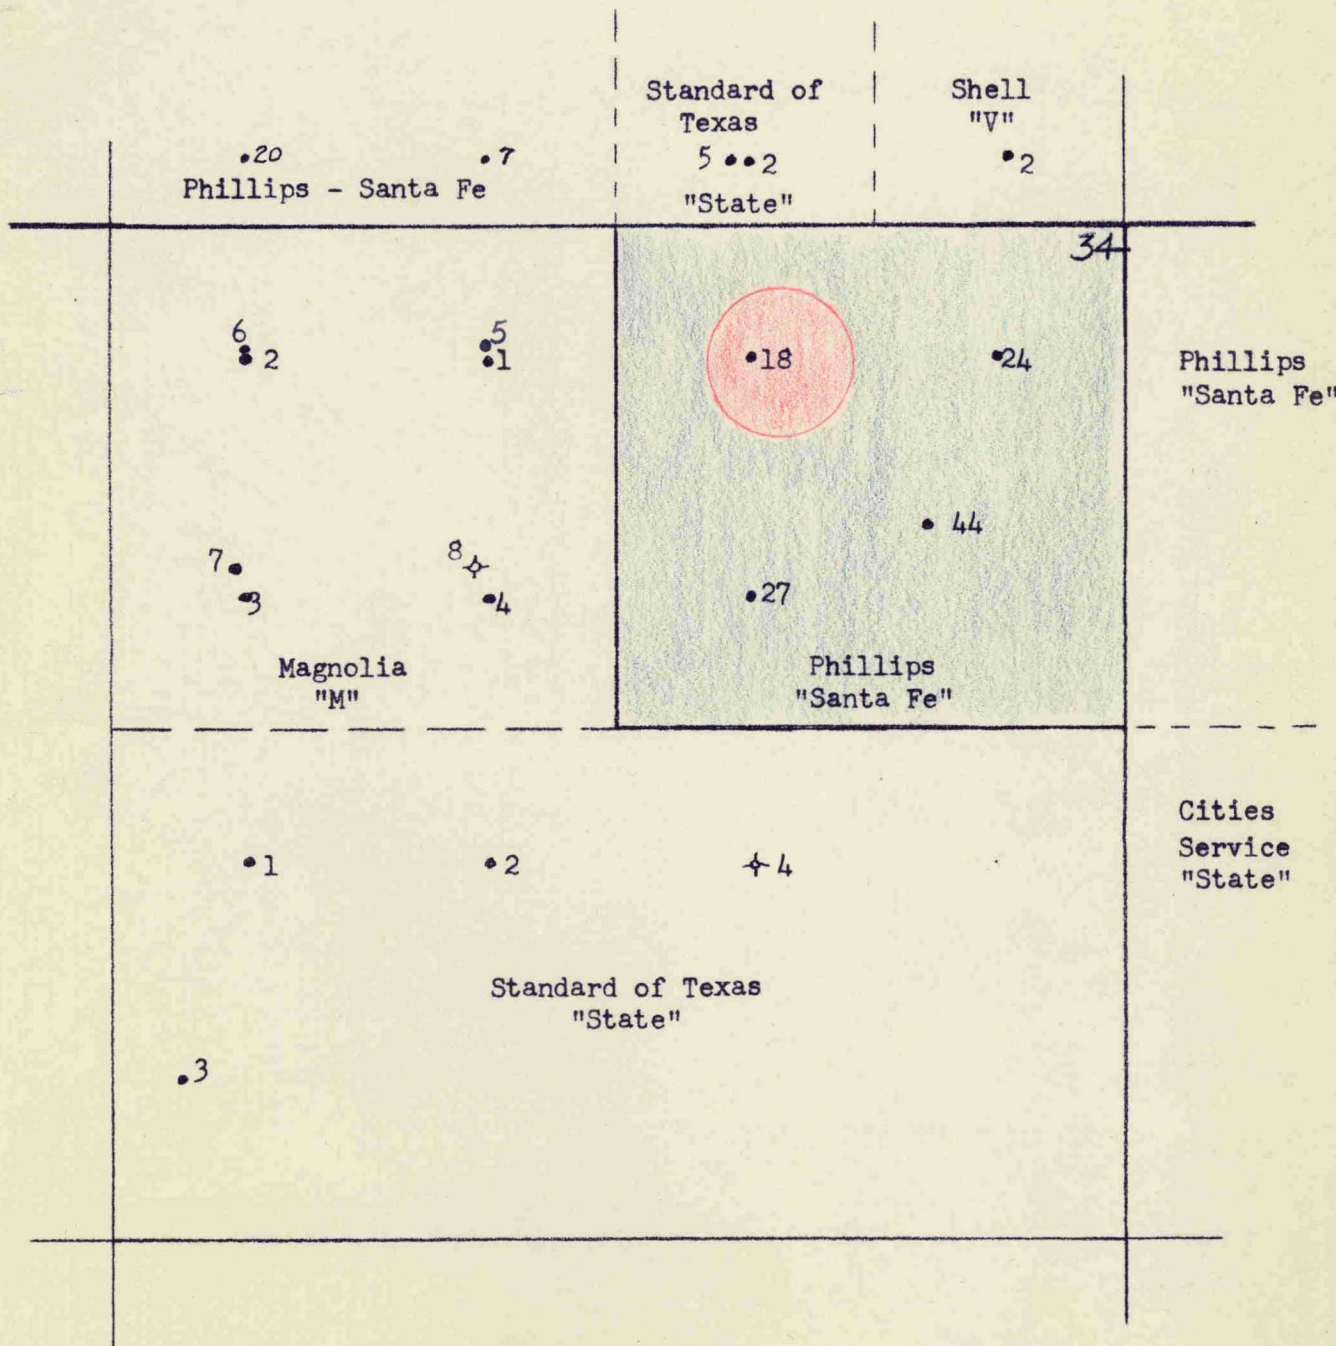 Standard of
Texas
5 2
"State"
Shell
"V"
2
20 7
Phillips - Santa Fe
34
6
2
5
1
18
24
Phillips
"Santa Fe"
44
7
3
8
4
27
Magnolia
"M"
Phillips
"Santa Fe"
1
2
4
Cities
Service
"State"
Standard of Texas
"State"
3